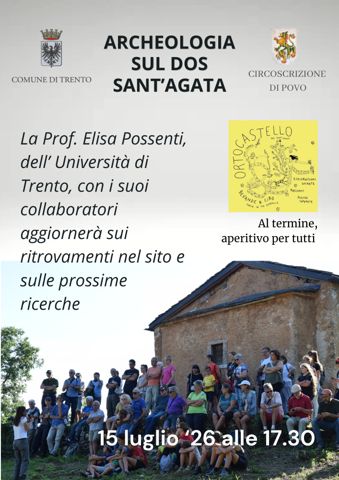 ARCHEOLOGIA
SUL DOS
SANT'AGATA
COMUNE DI TRENTO
CIRCOSCRIZIONE
DI POVO
La Prof. Elisa Possenti,
dell' Università di
Trento, con i suoi
collaboratori
aggiornerà sui
ritrovamenti nel sito e
sulle prossime
ricerche
ORTOCASTELLO
Al termine,
aperitivo per tutti
15 luglio '26 alle 17.30